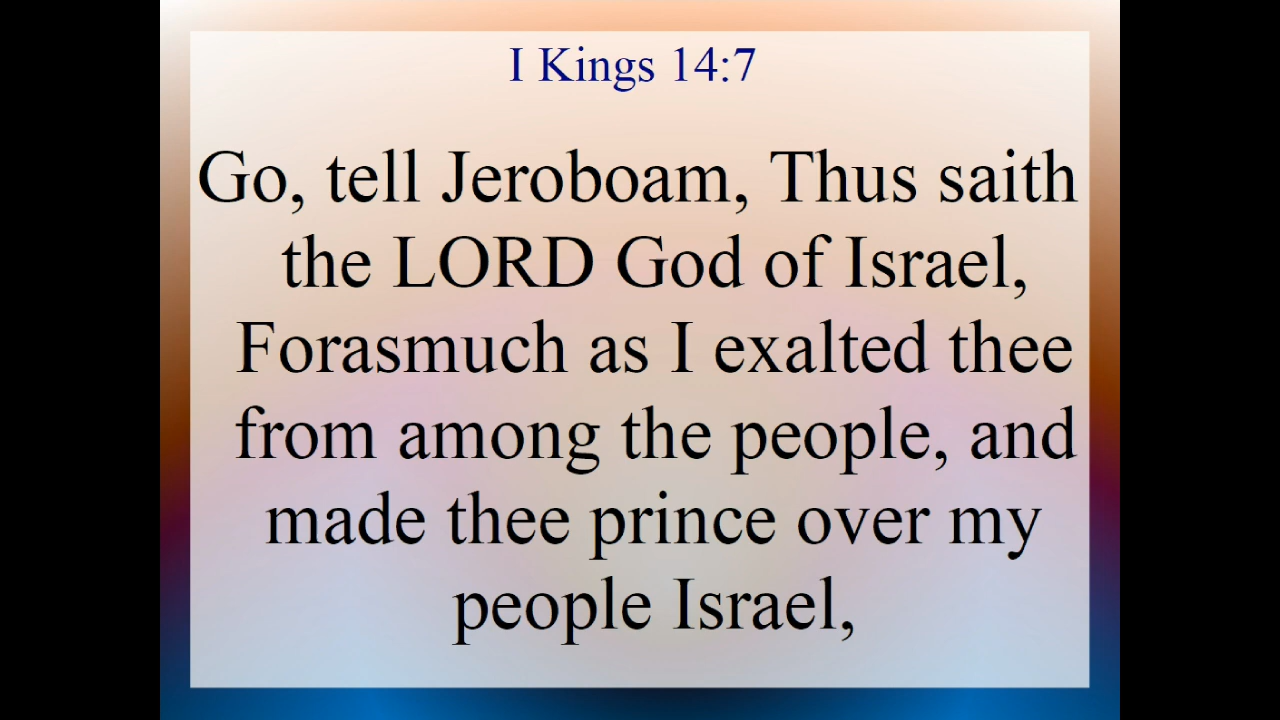 I Kings 14:7
Go, tell Jeroboam, Thus saith
the LORD God of Israel,
Forasmuch as I exalted thee
from among the people, and
made thee prince over my
people Israel,